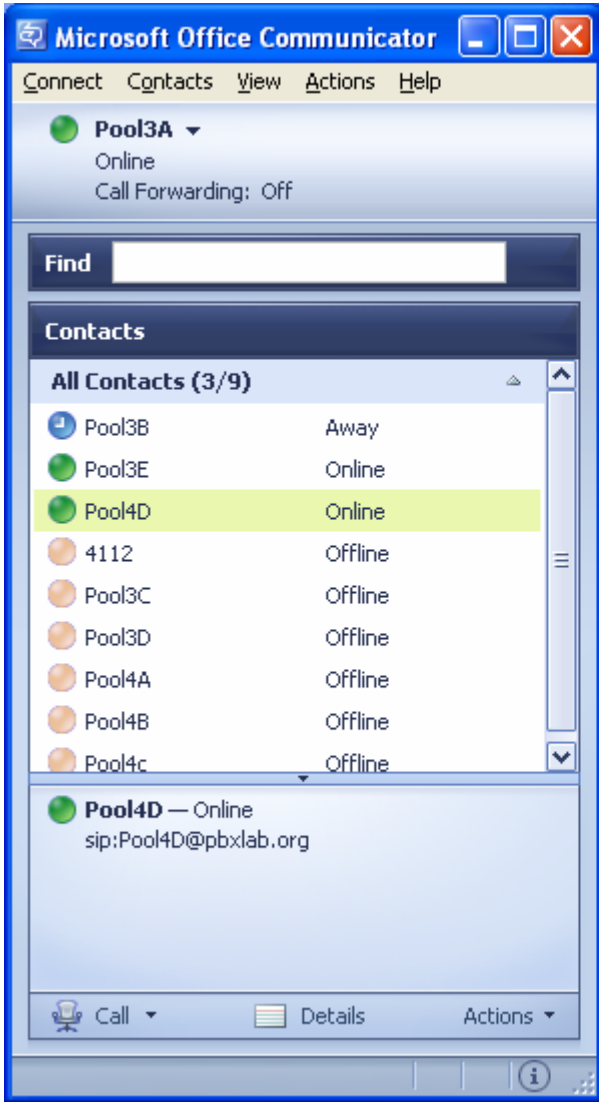 Microsoft Office Communicator
Connect Contacts View Actions Help
Pool3A
Online
Call Forwarding: Off
Find
Contacts
All Contacts (3/9)
Pool3B Away
Pool3E Online
Pool4D Online
4112 Offline
Pool3C Offline
Pool3D Offline
Pool4A Offline
Pool4B Offline
Pool4c Offline
Pool4D — Online
sip:Pool4D@pbxlab.org
Call Details Actions